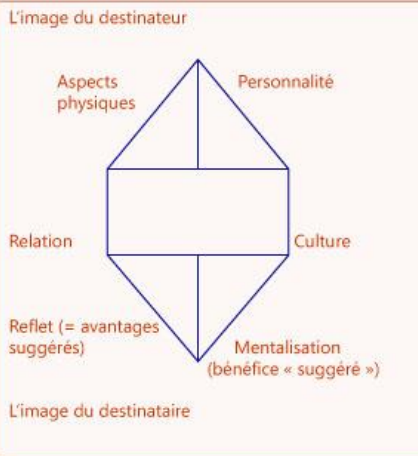 L'image du destinateur
Aspects
physiques
Personnalité
Relation
Culture
Reflet (= avantages
suggérés)
Mentalisation
(bénéfice « suggéré »)
L'image du destinataire